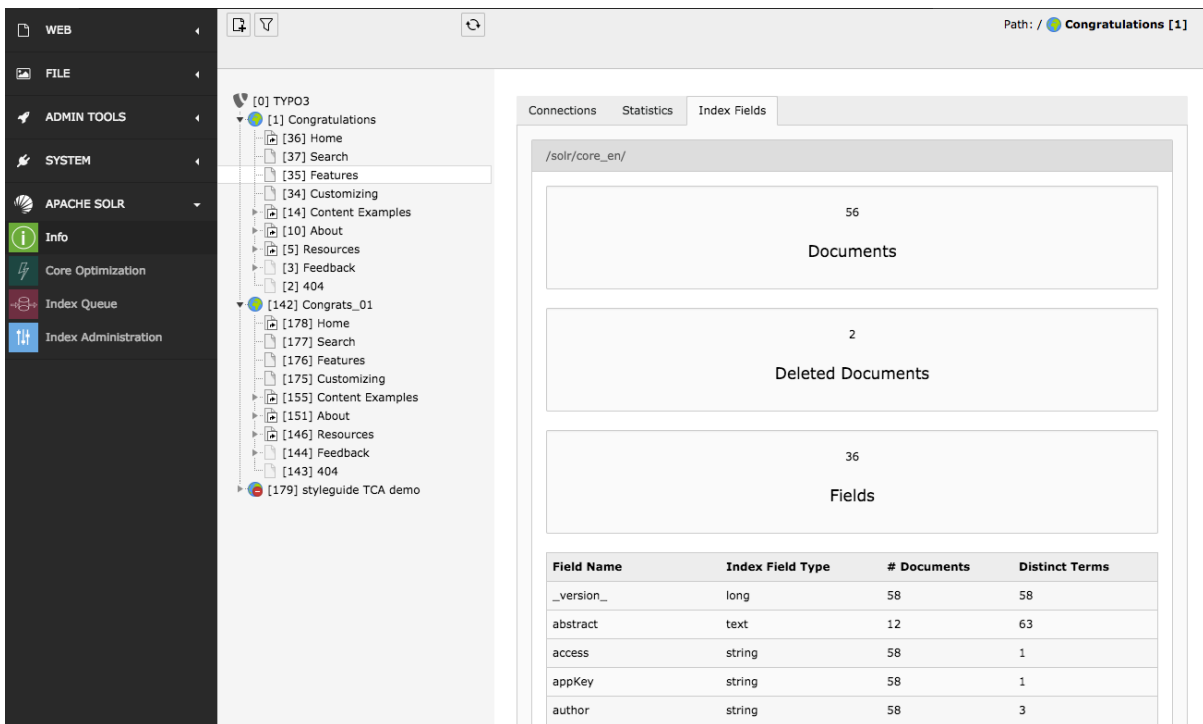 WEB
FILE
ADMIN TOOLS
SYSTEM
APACHE SOLR
Info
Core Optimization
Index Queue
Index Administration
[0] TYPO3
[1] Congratulations
[36] Home
[37] Search
[35] Features
[34] Customizing
[14] Content Examples
[10] About
[5] Resources
[3] Feedback
[2] 404
[142] Congrats_01
[178] Home
[177] Search
[176] Features
[175] Customizing
[155] Content Examples
[151] About
[146] Resources
[144] Feedback
[143] 404
[179] styleguide TCA demo
Path: / Congratulations [1]
Connections Statistics Index Fields
/solr/core_en/
56
Documents
2
Deleted Documents
36
Fields
Field Name Index Field Type # Documents Distinct Terms
_version_ long 58 58
abstract text 12 63
access string 58 1
appKey string 58 1
author string 58 3